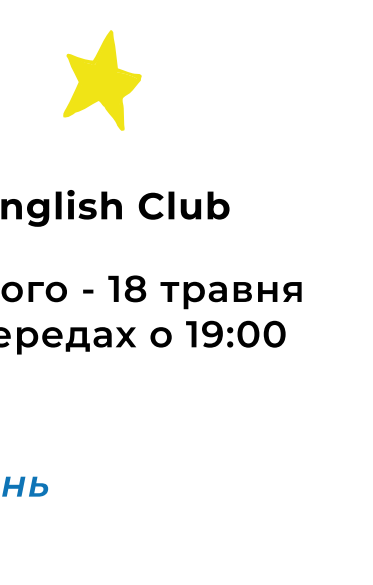 nglish Club
ого - 18 травня
ередах о 19:00
нь